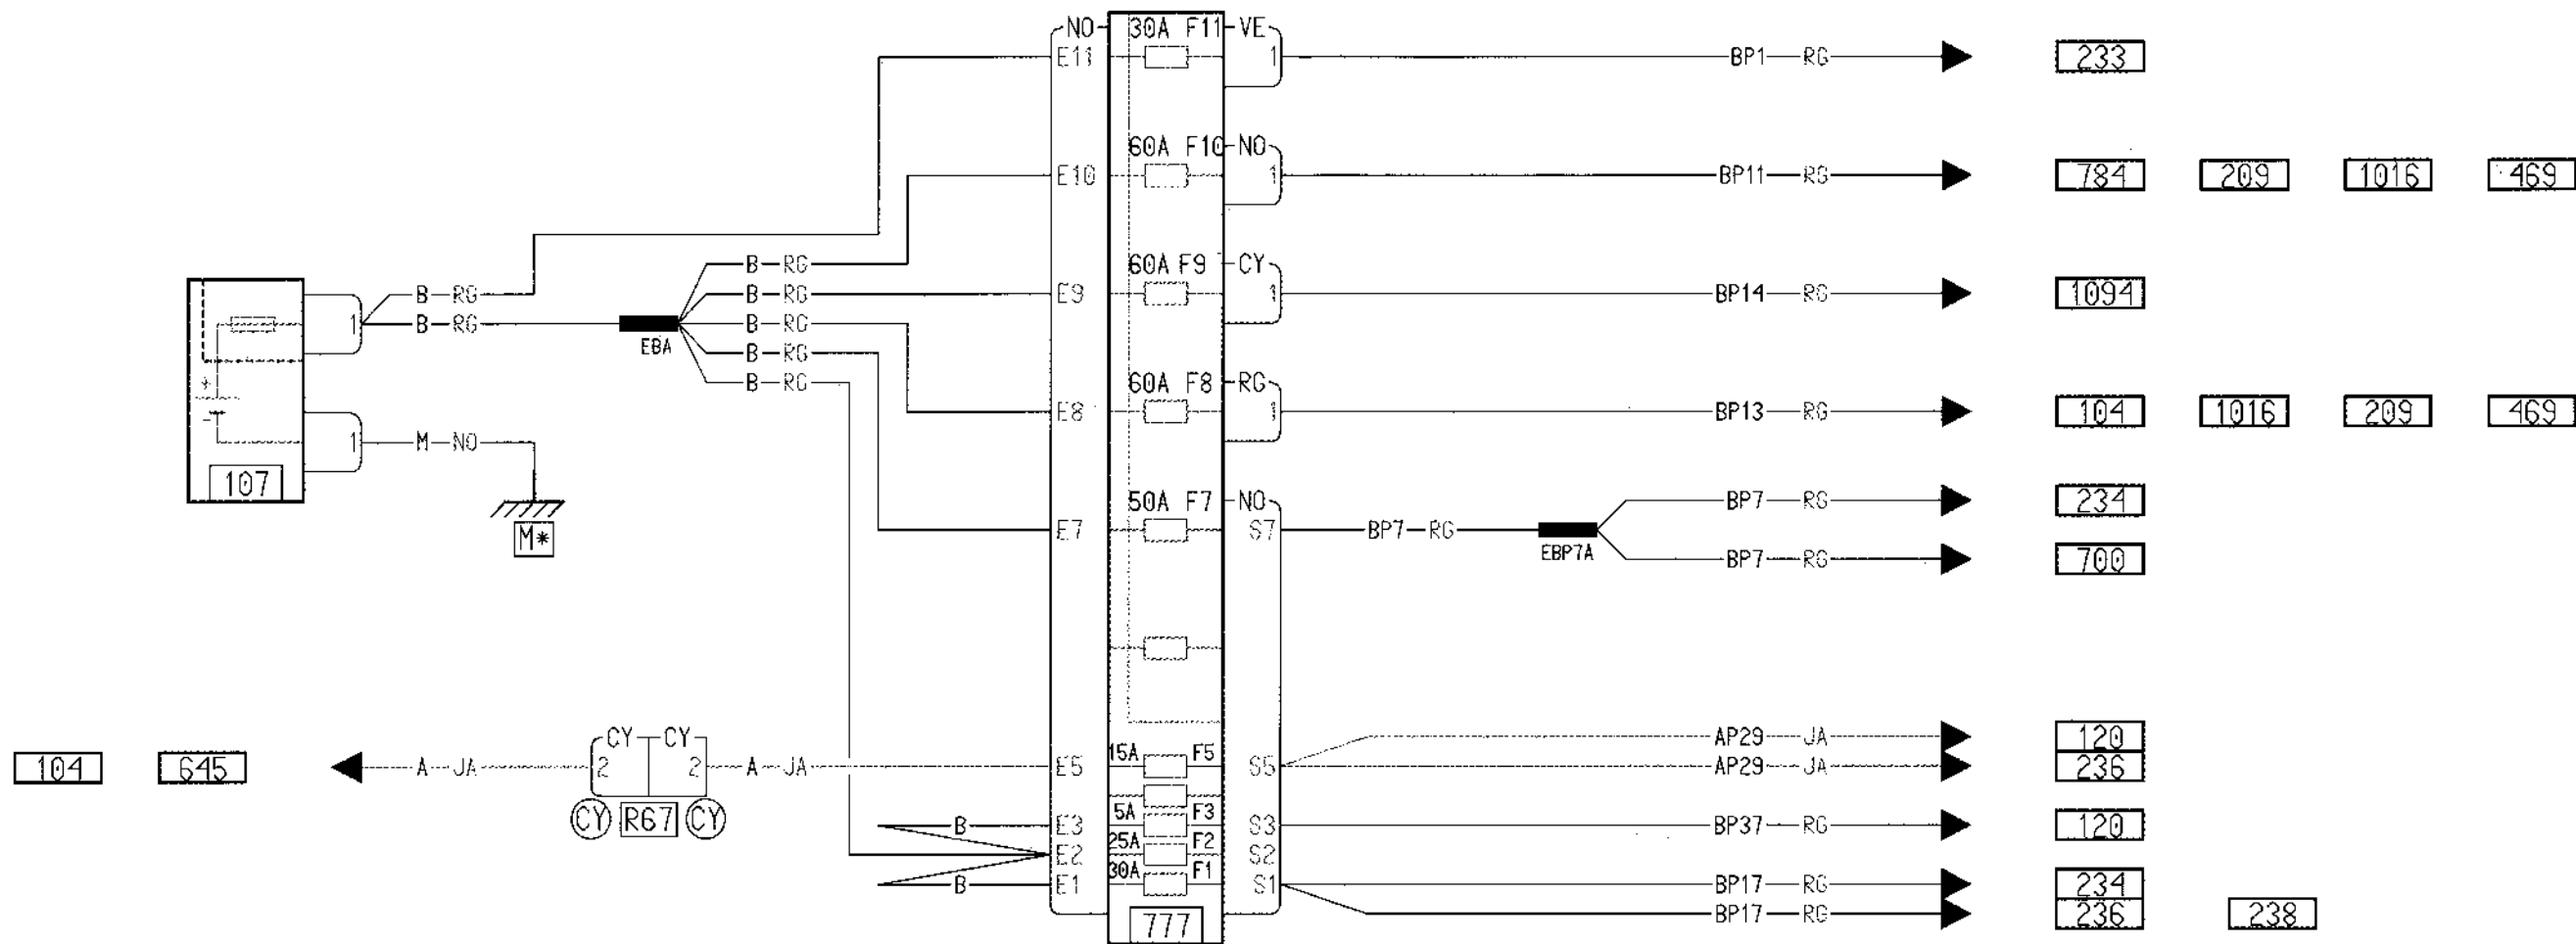 NO 30A F11 VE
E11 1 BP1 RG 233
60A F10 NO
E10 1 BP11 RG 784 209 1016 469
B RG 60A F9 CY
B RG B RG E9 1 BP14 RG 1094
1 B RG EBA B RG
B RG
+ B RG 60A F8 RG
- E8 1 BP13 RG 104 1016 209 469
1 M NO
107 50A F7 NO BP7 RG 234
M* E7 S7 BP7 RG EBP7A
BP7 RG 700
CY CY AP29 JA 120
104 645 A JA 2 2 A JA E5 15A F5 S5 AP29 JA 236
CY R67 CY
B E3 5A F3 S3 BP37 RG 120
E2 25A F2 S2
B E1 30A F1 S1 BP17 RG 234
777 BP17 RG 236 238